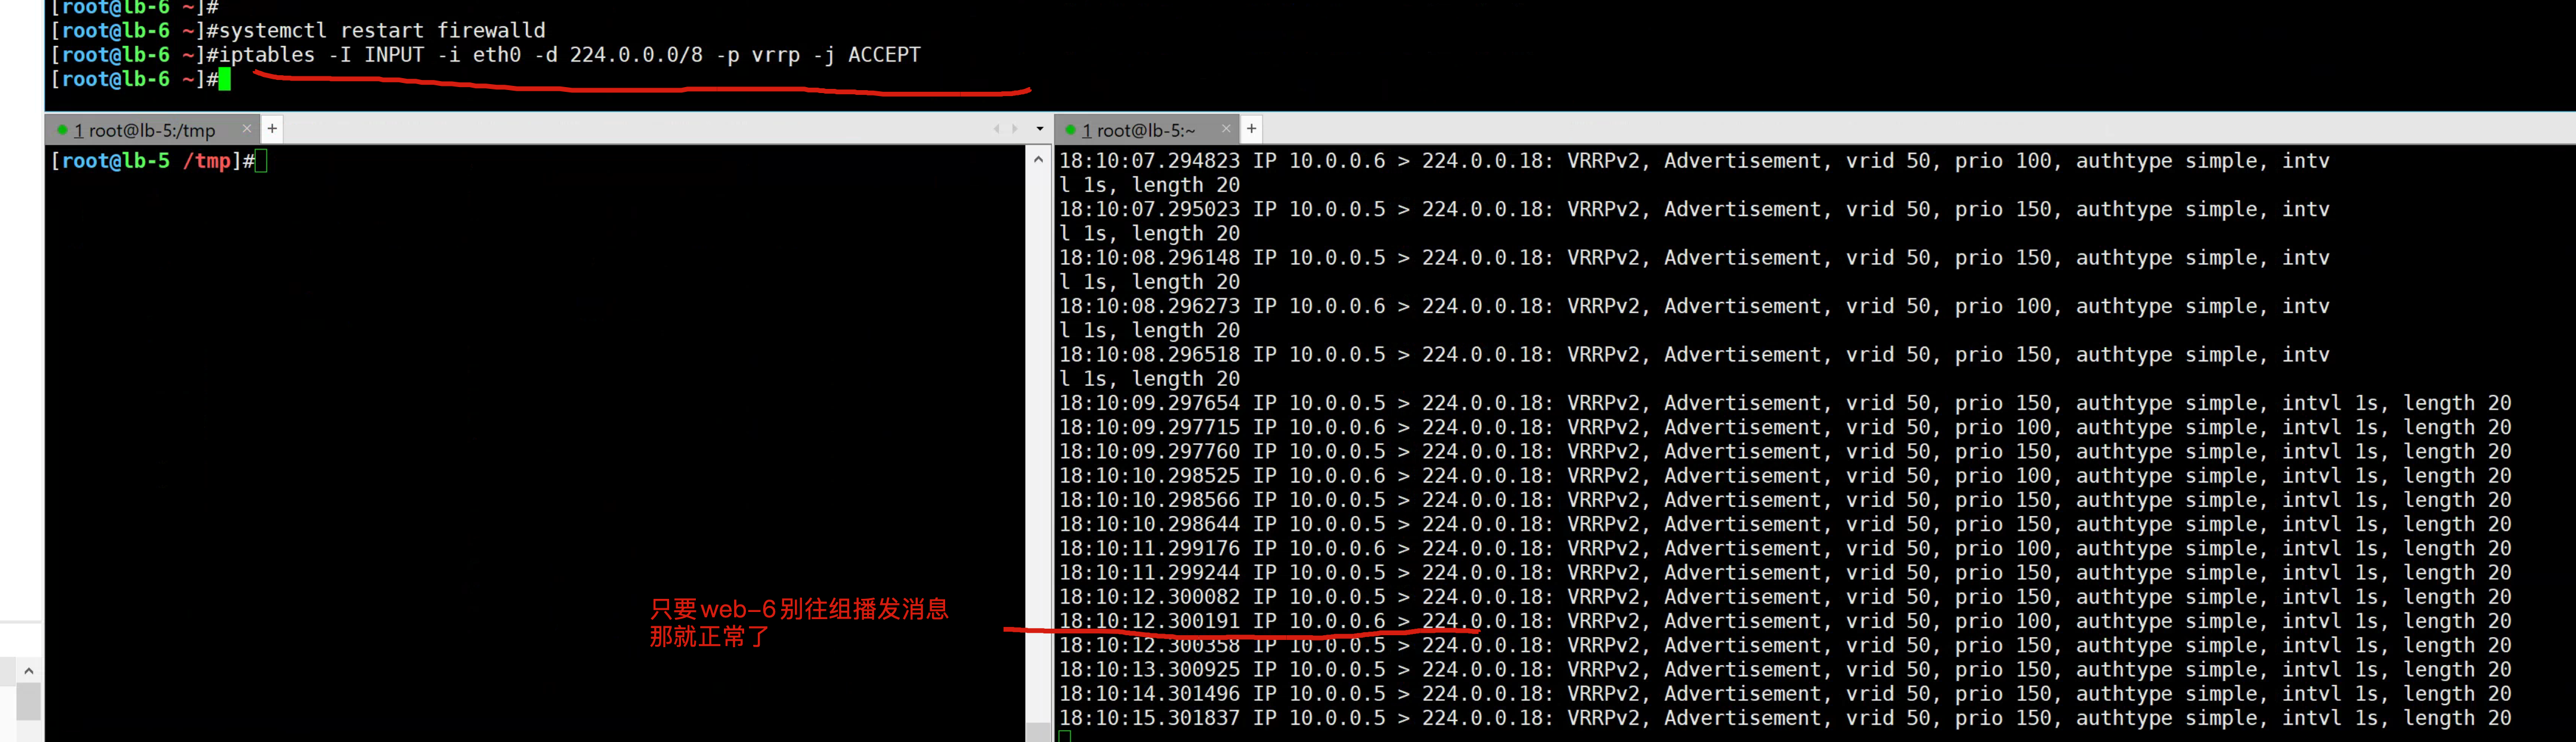 [root@lb-6 ~]#
[root@lb-6 ~]#systemctl restart firewalld
[root@lb-6 ~]#iptables -I INPUT -i eth0 -d 224.0.0.0/8 -p vrrp -j ACCEPT
[root@lb-6 ~]#
1 root@lb-5:/tmp × +
[root@lb-5 /tmp]#
只要web-6别往组播发消息
那就正常了
1 root@lb-5:~ × +
18:10:07.294823 IP 10.0.0.6 > 224.0.0.18: VRRPv2, Advertisement, vrid 50, prio 100, authtype simple, intv
l 1s, length 20
18:10:07.295023 IP 10.0.0.5 > 224.0.0.18: VRRPv2, Advertisement, vrid 50, prio 150, authtype simple, intv
l 1s, length 20
18:10:08.296148 IP 10.0.0.5 > 224.0.0.18: VRRPv2, Advertisement, vrid 50, prio 150, authtype simple, intv
l 1s, length 20
18:10:08.296273 IP 10.0.0.6 > 224.0.0.18: VRRPv2, Advertisement, vrid 50, prio 100, authtype simple, intv
l 1s, length 20
18:10:08.296518 IP 10.0.0.5 > 224.0.0.18: VRRPv2, Advertisement, vrid 50, prio 150, authtype simple, intv
l 1s, length 20
18:10:09.297654 IP 10.0.0.5 > 224.0.0.18: VRRPv2, Advertisement, vrid 50, prio 150, authtype simple, intvl 1s, length 20
18:10:09.297715 IP 10.0.0.6 > 224.0.0.18: VRRPv2, Advertisement, vrid 50, prio 100, authtype simple, intvl 1s, length 20
18:10:09.297760 IP 10.0.0.5 > 224.0.0.18: VRRPv2, Advertisement, vrid 50, prio 150, authtype simple, intvl 1s, length 20
18:10:10.298525 IP 10.0.0.6 > 224.0.0.18: VRRPv2, Advertisement, vrid 50, prio 100, authtype simple, intvl 1s, length 20
18:10:10.298566 IP 10.0.0.5 > 224.0.0.18: VRRPv2, Advertisement, vrid 50, prio 150, authtype simple, intvl 1s, length 20
18:10:10.298644 IP 10.0.0.5 > 224.0.0.18: VRRPv2, Advertisement, vrid 50, prio 150, authtype simple, intvl 1s, length 20
18:10:11.299176 IP 10.0.0.6 > 224.0.0.18: VRRPv2, Advertisement, vrid 50, prio 100, authtype simple, intvl 1s, length 20
18:10:11.299244 IP 10.0.0.5 > 224.0.0.18: VRRPv2, Advertisement, vrid 50, prio 150, authtype simple, intvl 1s, length 20
18:10:12.300082 IP 10.0.0.5 > 224.0.0.18: VRRPv2, Advertisement, vrid 50, prio 150, authtype simple, intvl 1s, length 20
18:10:12.300191 IP 10.0.0.6 > 224.0.0.18: VRRPv2, Advertisement, vrid 50, prio 100, authtype simple, intvl 1s, length 20
18:10:12.300358 IP 10.0.0.5 > 224.0.0.18: VRRPv2, Advertisement, vrid 50, prio 150, authtype simple, intvl 1s, length 20
18:10:13.300925 IP 10.0.0.5 > 224.0.0.18: VRRPv2, Advertisement, vrid 50, prio 150, authtype simple, intvl 1s, length 20
18:10:14.301496 IP 10.0.0.5 > 224.0.0.18: VRRPv2, Advertisement, vrid 50, prio 150, authtype simple, intvl 1s, length 20
18:10:15.301837 IP 10.0.0.5 > 224.0.0.18: VRRPv2, Advertisement, vrid 50, prio 150, authtype simple, intvl 1s, length 20